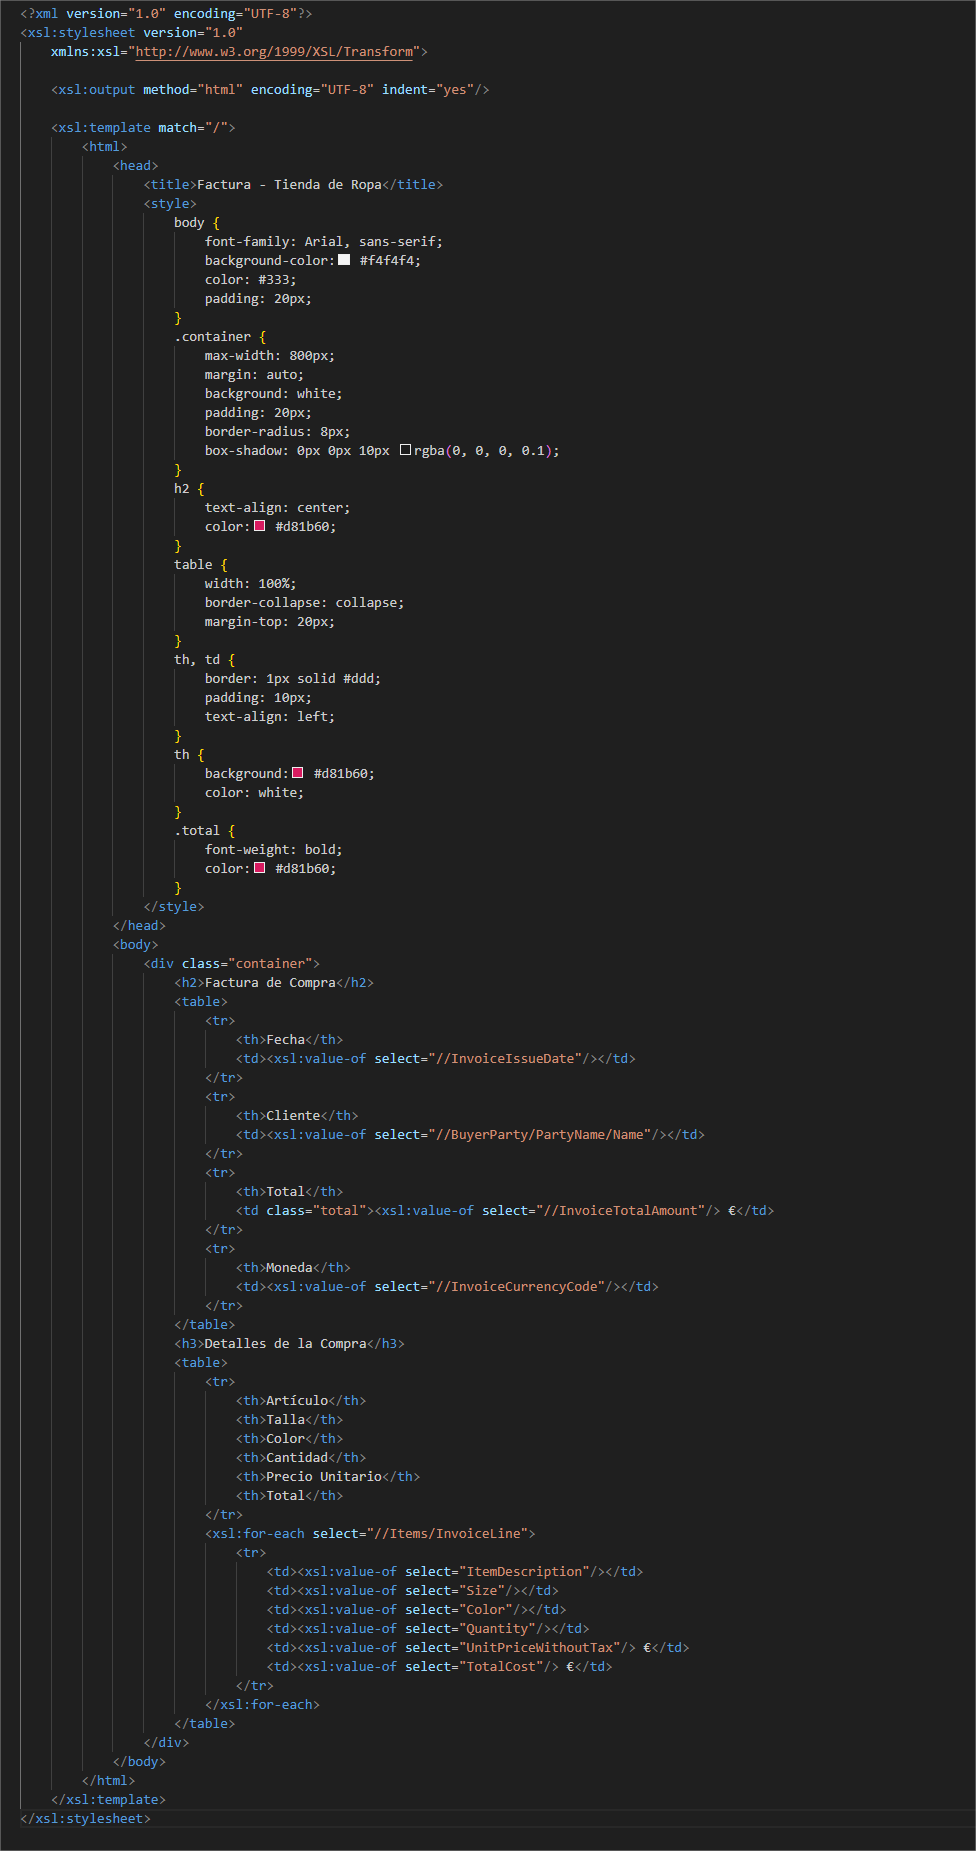 <?xml version="1.0" encoding="UTF-8"?>
<xsl:stylesheet version="1.0"
    xmlns:xsl="http://www.w3.org/1999/XSL/Transform">

    <xsl:output method="html" encoding="UTF-8" indent="yes"/>

    <xsl:template match="/">
        <html>
            <head>
                <title>Factura - Tienda de Ropa</title>
                <style>
                    body {
                        font-family: Arial, sans-serif;
                        background-color: #f4f4f4;
                        color: #333;
                        padding: 20px;
                    }
                    .container {
                        max-width: 800px;
                        margin: auto;
                        background: white;
                        padding: 20px;
                        border-radius: 8px;
                        box-shadow: 0px 0px 10px rgba(0, 0, 0, 0.1);
                    }
                    h2 {
                        text-align: center;
                        color: #d81b60;
                    }
                    table {
                        width: 100%;
                        border-collapse: collapse;
                        margin-top: 20px;
                    }
                    th, td {
                        border: 1px solid #ddd;
                        padding: 10px;
                        text-align: left;
                    }
                    th {
                        background: #d81b60;
                        color: white;
                    }
                    .total {
                        font-weight: bold;
                        color: #d81b60;
                    }
                </style>
            </head>
            <body>
                <div class="container">
                    <h2>Factura de Compra</h2>
                    <table>
                        <tr>
                            <th>Fecha</th>
                            <td><xsl:value-of select="//InvoiceIssueDate"/></td>
                        </tr>
                        <tr>
                            <th>Cliente</th>
                            <td><xsl:value-of select="//BuyerParty/PartyName/Name"/></td>
                        </tr>
                        <tr>
                            <th>Total</th>
                            <td class="total"><xsl:value-of select="//InvoiceTotalAmount"/> €</td>
                        </tr>
                        <tr>
                            <th>Moneda</th>
                            <td><xsl:value-of select="//InvoiceCurrencyCode"/></td>
                        </tr>
                    </table>
                    <h3>Detalles de la Compra</h3>
                    <table>
                        <tr>
                            <th>Artículo</th>
                            <th>Talla</th>
                            <th>Color</th>
                            <th>Cantidad</th>
                            <th>Precio Unitario</th>
                            <th>Total</th>
                        </tr>
                        <xsl:for-each select="//Items/InvoiceLine">
                            <tr>
                                <td><xsl:value-of select="ItemDescription"/></td>
                                <td><xsl:value-of select="Size"/></td>
                                <td><xsl:value-of select="Color"/></td>
                                <td><xsl:value-of select="Quantity"/></td>
                                <td><xsl:value-of select="UnitPriceWithoutTax"/> €</td>
                                <td><xsl:value-of select="TotalCost"/> €</td>
                            </tr>
                        </xsl:for-each>
                    </table>
                </div>
            </body>
        </html>
    </xsl:template>
</xsl:stylesheet>